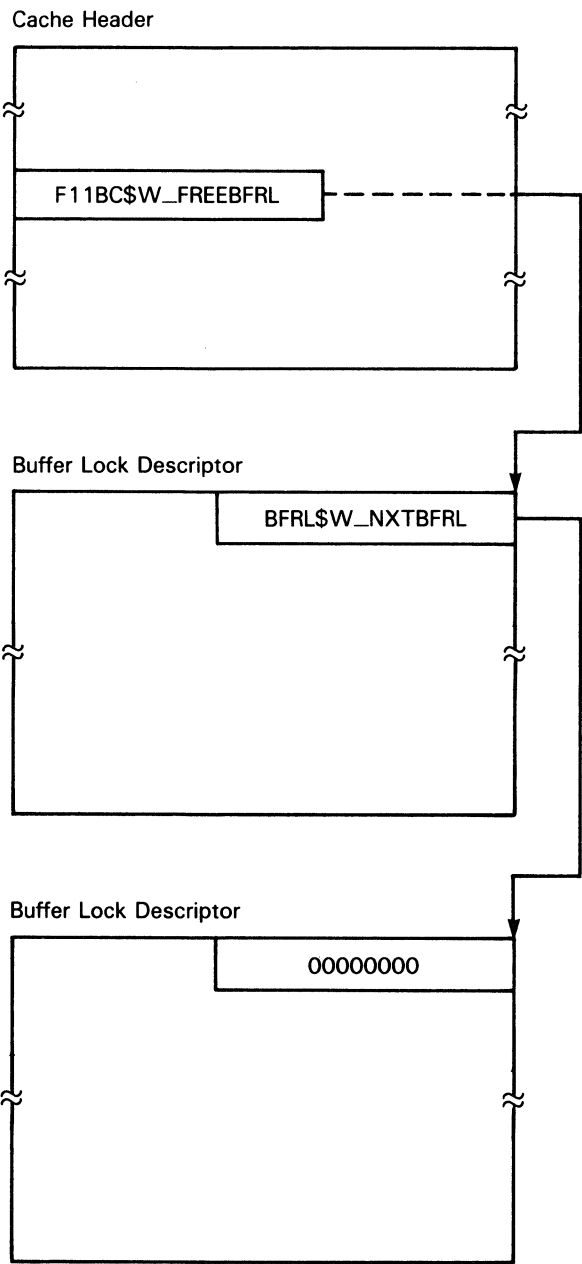 Cache Header
F11BC$W_FREEBFRL
Buffer Lock Descriptor
BFRL$W_NXTBFRL
Buffer Lock Descriptor
00000000